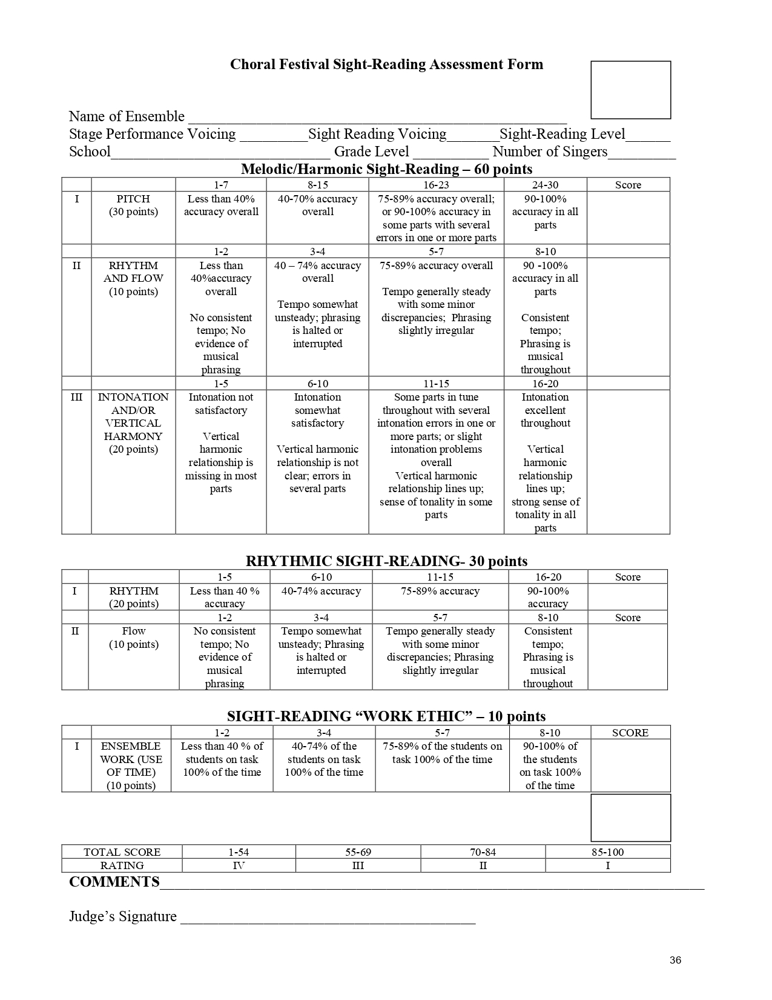 Choral Festival Sight-Reading Assessment Form
Name of Ensemble __________________________________________________
Stage Performance Voicing _________Sight Reading Voicing_______Sight-Reading Level______
School_____________________________ Grade Level __________ Number of Singers_________
Melodic/Harmonic Sight-Reading – 60 points
1-7 8-15 16-23 24-30 Score
I PITCH Less than 40% 40-70% accuracy 75-89% accuracy overall; 90-100%
(30 points) accuracy overall overall or 90-100% accuracy in accuracy in all
some parts with several parts
errors in one or more parts
1-2 3-4 5-7 8-10
II RHYTHM Less than 40 – 74% accuracy 75-89% accuracy overall 90 -100%
AND FLOW 40%accuracy overall accuracy in all
(10 points) overall Tempo generally steady parts
Tempo somewhat with some minor
No consistent unsteady; phrasing discrepancies; Phrasing Consistent
tempo; No is halted or slightly irregular tempo;
evidence of interrupted Phrasing is
musical musical
phrasing throughout
1-5 6-10 11-15 16-20
III INTONATION Intonation not Intonation Some parts in tune Intonation
AND/OR satisfactory somewhat throughout with several excellent
VERTICAL satisfactory intonation errors in one or throughout
HARMONY Vertical more parts; or slight
(20 points) harmonic Vertical harmonic intonation problems Vertical
relationship is relationship is not overall harmonic
missing in most clear; errors in Vertical harmonic relationship
parts several parts relationship lines up; lines up;
sense of tonality in some strong sense of
parts tonality in all
parts
RHYTHMIC SIGHT-READING- 30 points
1-5 6-10 11-15 16-20 Score
I RHYTHM Less than 40 % 40-74% accuracy 75-89% accuracy 90-100%
(20 points) accuracy accuracy
1-2 3-4 5-7 8-10 Score
II Flow No consistent Tempo somewhat Tempo generally steady Consistent
(10 points) tempo; No unsteady; Phrasing with some minor tempo;
evidence of is halted or discrepancies; Phrasing Phrasing is
musical interrupted slightly irregular musical
phrasing throughout
SIGHT-READING “WORK ETHIC” – 10 points
1-2 3-4 5-7 8-10 SCORE
I ENSEMBLE Less than 40 % of 40-74% of the 75-89% of the students on 90-100% of
WORK (USE students on task students on task task 100% of the time the students
OF TIME) 100% of the time 100% of the time on task 100%
(10 points) of the time
TOTAL SCORE 1-54 55-69 70-84 85-100
RATING IV III II I
COMMENTS________________________________________________________________________
Judge’s Signature _______________________________________
36